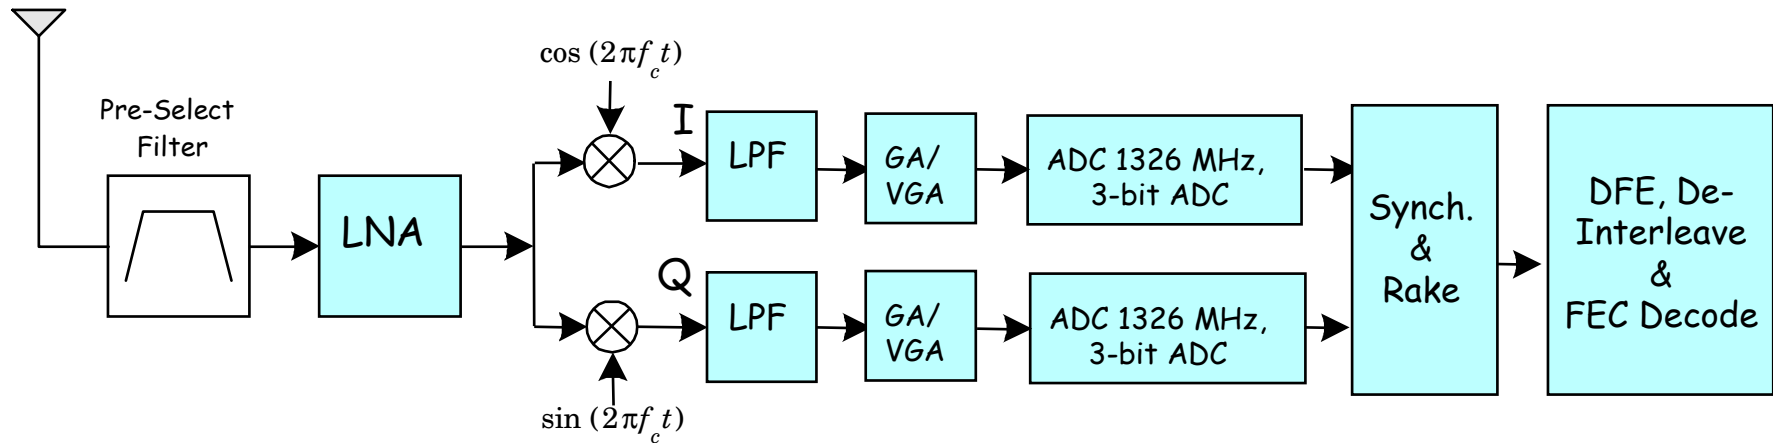 Pre-Select
Filter
LNA
cos (2πf_c t)
sin (2πf_c t)
I
LPF
GA/
VGA
ADC 1326 MHz,
3-bit ADC
Q
LPF
GA/
VGA
ADC 1326 MHz,
3-bit ADC
Synch.
&
Rake
DFE, De-
Interleave
&
FEC Decode